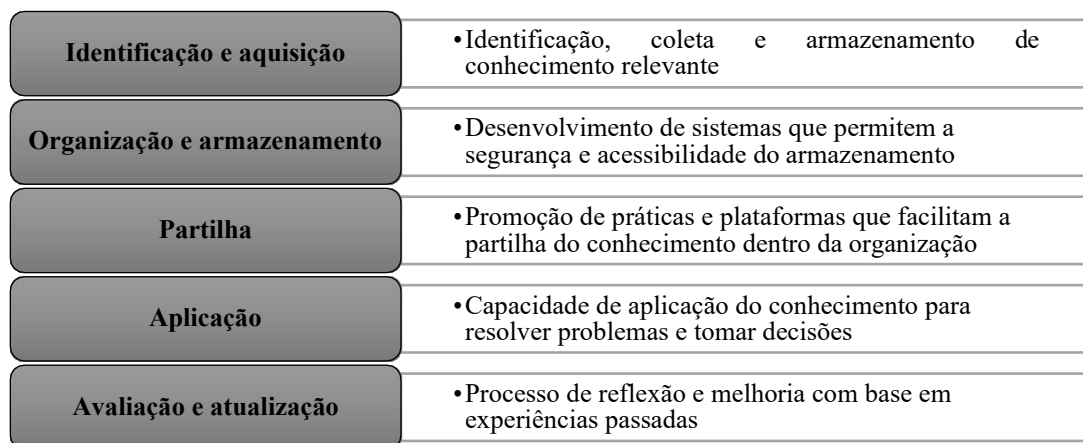 Identificação e aquisição
•Identificação, coleta e armazenamento de
conhecimento relevante
Organização e armazenamento
•Desenvolvimento de sistemas que permitem a
segurança e acessibilidade do armazenamento
Partilha
•Promoção de práticas e plataformas que facilitam a
partilha do conhecimento dentro da organização
Aplicação
•Capacidade de aplicação do conhecimento para
resolver problemas e tomar decisões
Avaliação e atualização
•Processo de reflexão e melhoria com base em
experiências passadas